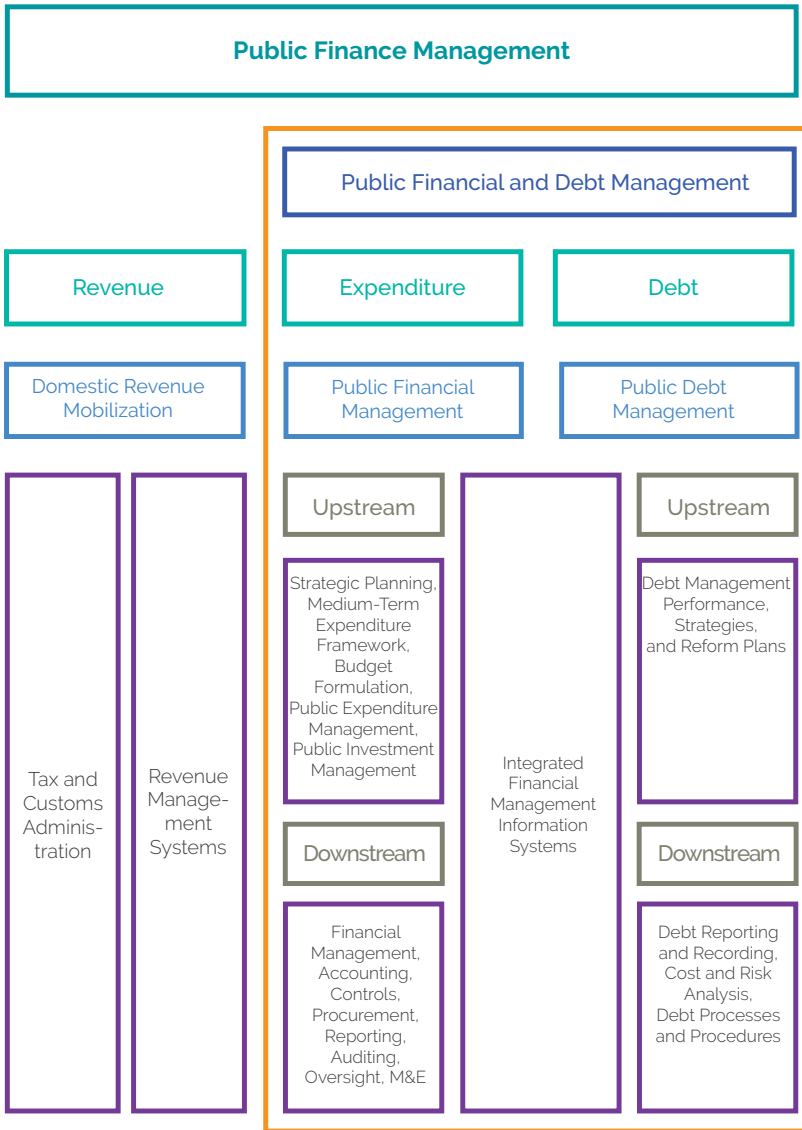 Public Finance Management
Public Financial and Debt Management
Revenue
Expenditure
Debt
Domestic Revenue
Mobilization
Public Financial
Management
Public Debt
Management
Tax and
Customs
Adminis-
tration
Revenue
Manage-
ment
Systems
Upstream
Strategic Planning,
Medium-Term
Expenditure
Framework,
Budget
Formulation,
Public Expenditure
Management,
Public Investment
Management
Downstream
Financial
Management,
Accounting,
Controls,
Procurement,
Reporting,
Auditing,
Oversight, M&E
Integrated
Financial
Management
Information
Systems
Upstream
Debt Management
Performance,
Strategies,
and Reform Plans
Downstream
Debt Reporting
and Recording,
Cost and Risk
Analysis,
Debt Processes
and Procedures